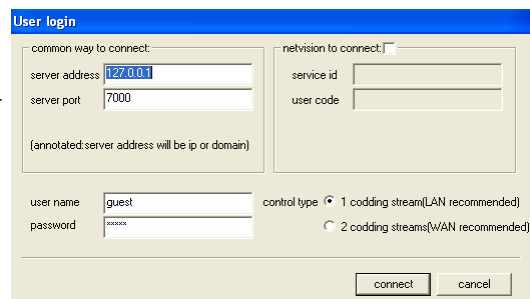 User login
common way to connect:
netvision to connect:
server address 127.0.0.1
service id
server port 7000
user code
(annotated:server address will be ip or domain)
user name guest
control type 1 codding stream(LAN recommended)
password xxxxx
2 codding streams(WAN recommended)
connect cancel